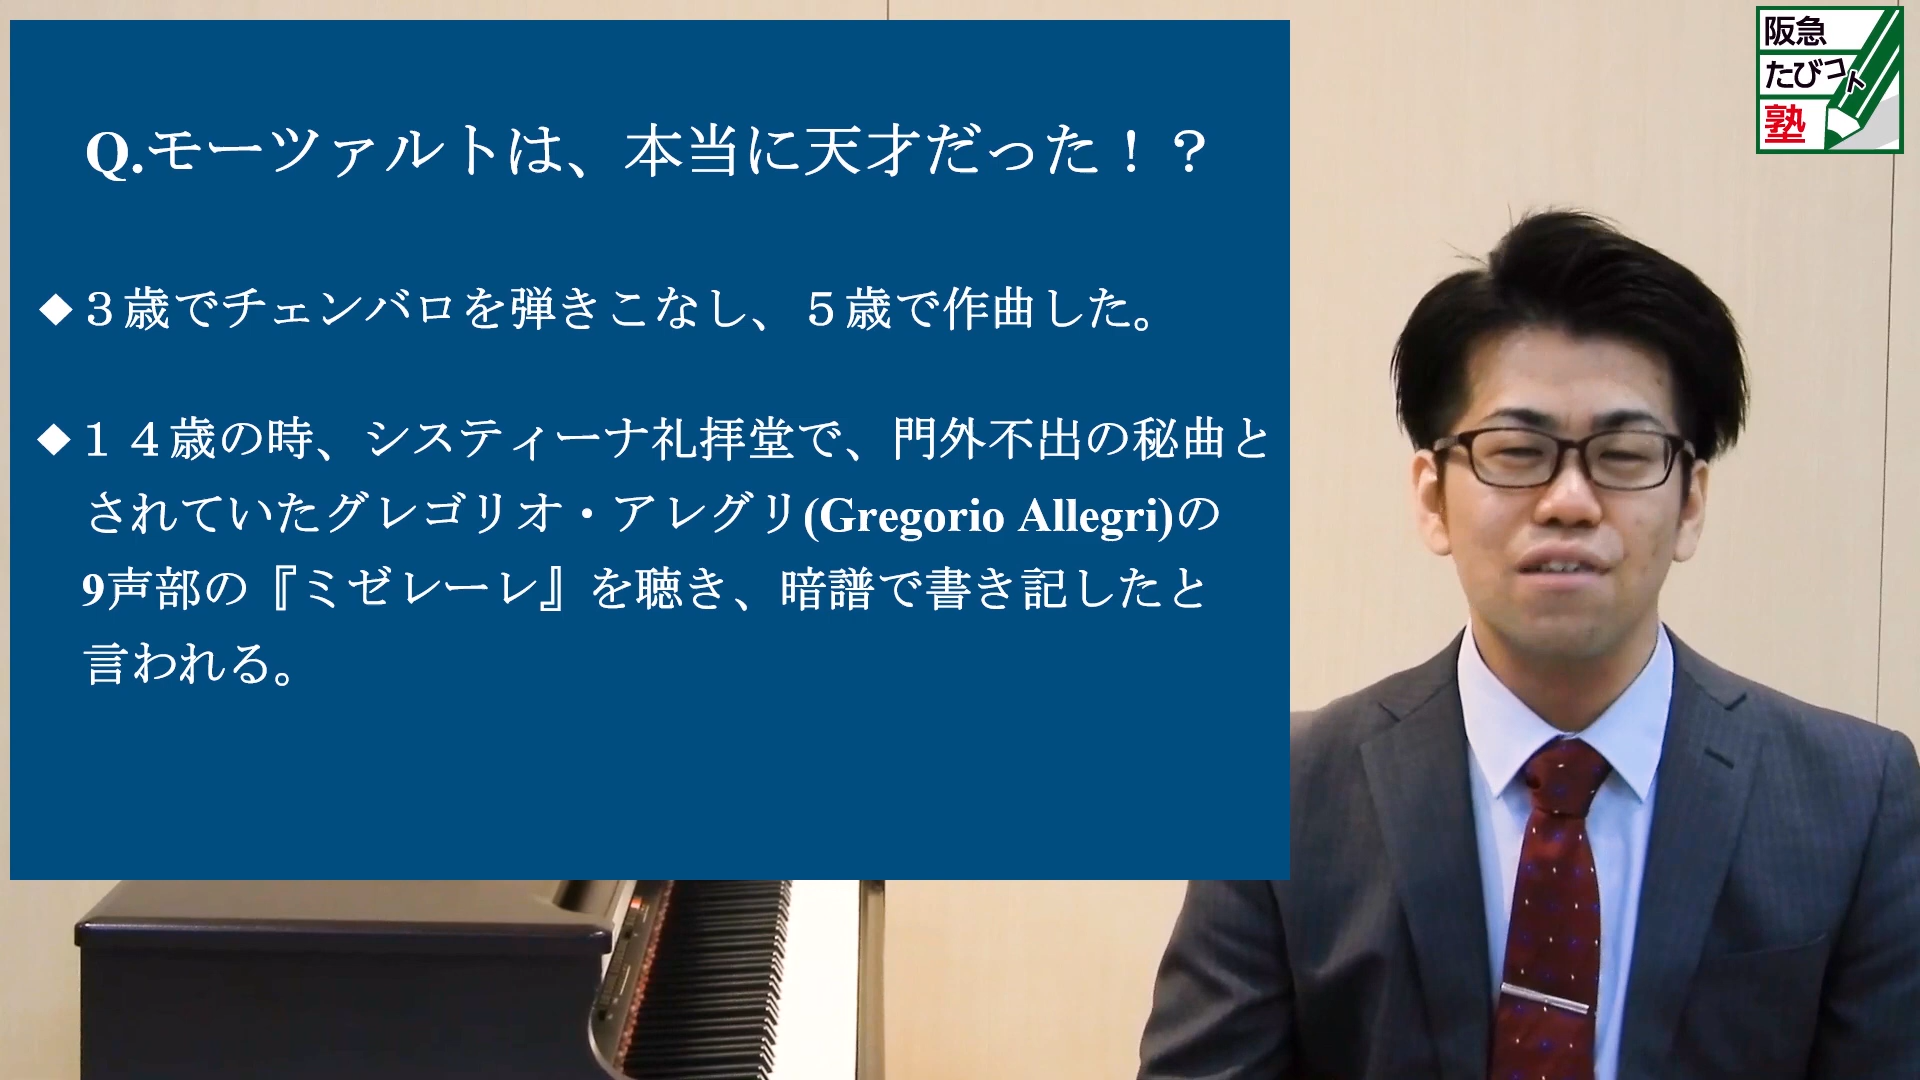 Q.モーツァルトは、本当に天才だった！？
◆３歳でチェンバロを弾きこなし、５歳で作曲した。
◆１４歳の時、システィーナ礼拝堂で、門外不出の秘曲と
されていたグレゴリオ・アレグリ(Gregorio Allegri)の
9声部の『ミゼレーレ』を聴き、暗譜で書き記したと
言われる。
阪急
たびコト
塾